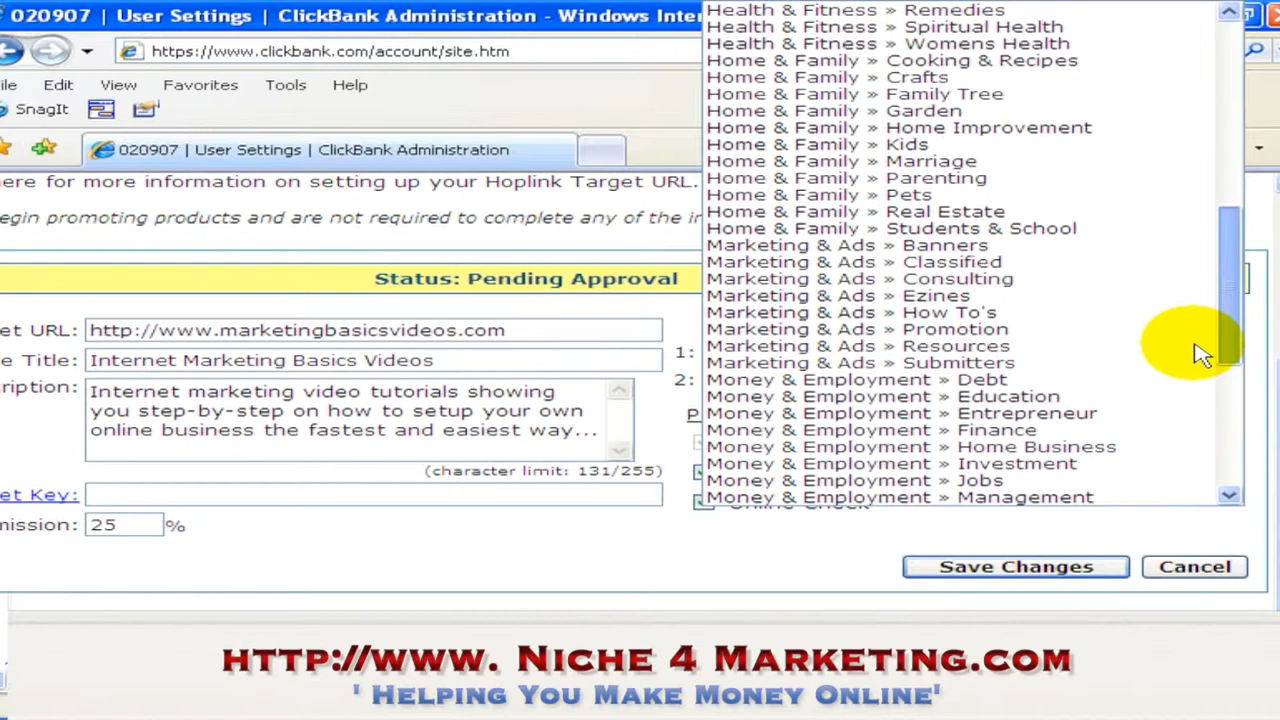 020907 | User Settings | ClickBank Administration - Windows Inter
https://www.clickbank.com/account/site.htm
ile Edit View Favorites Tools Help
SnagIt
020907 | User Settings | ClickBank Administration
here for more information on setting up your Hoplink Target URL.
egin promoting products and are not required to complete any of the in
Status: Pending Approval
et URL: http://www.marketingbasicsvideos.com
e Title: Internet Marketing Basics Videos
cription: Internet marketing video tutorials showing
you step-by-step on how to setup your own
online business the fastest and easiest way...
(character limit: 131/255)
et Key:
mission: 25 %
1:
2:
P
Health & Fitness » Remedies
Health & Fitness » Spiritual Health
Health & Fitness » Womens Health
Home & Family » Cooking & Recipes
Home & Family » Crafts
Home & Family » Family Tree
Home & Family » Garden
Home & Family » Home Improvement
Home & Family » Kids
Home & Family » Marriage
Home & Family » Parenting
Home & Family » Pets
Home & Family » Real Estate
Home & Family » Students & School
Marketing & Ads » Banners
Marketing & Ads » Classified
Marketing & Ads » Consulting
Marketing & Ads » Ezines
Marketing & Ads » How To's
Marketing & Ads » Promotion
Marketing & Ads » Resources
Marketing & Ads » Submitters
Money & Employment » Debt
Money & Employment » Education
Money & Employment » Entrepreneur
Money & Employment » Finance
Money & Employment » Home Business
Money & Employment » Investment
Money & Employment » Jobs
Money & Employment » Management
Save Changes Cancel
http://www. Niche 4 Marketing.com
' Helping You Make Money Online'